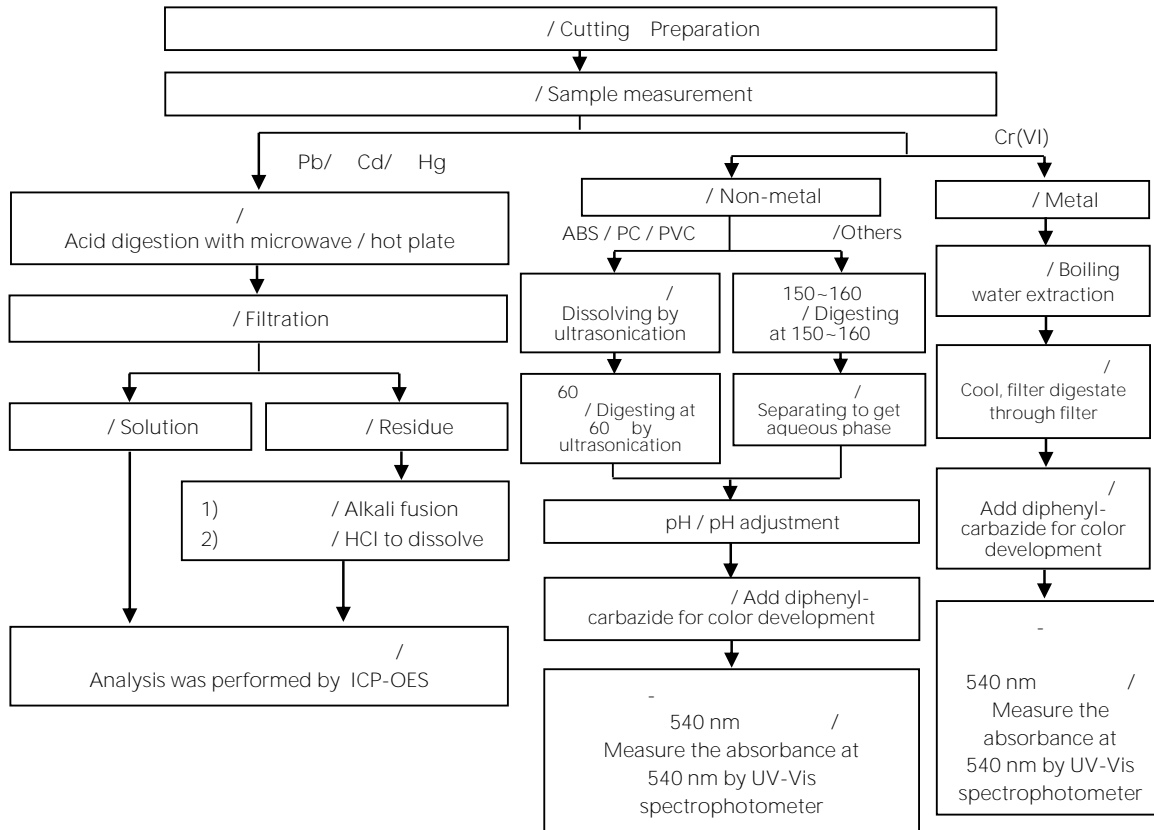 / Cutting Preparation
/ Sample measurement
Pb/ Cd/ Hg
Cr(VI)
/
Acid digestion with microwave / hot plate
/ Filtration
/ Solution
/ Residue
1) / Alkali fusion
2) / HCl to dissolve
/
Analysis was performed by ICP-OES
/ Non-metal
ABS / PC / PVC
/Others
/
Dissolving by
ultrasonication
150~160
/ Digesting
at 150~160
60
/ Digesting at
60 by
ultrasonication
/
Separating to get
aqueous phase
pH / pH adjustment
/ Add diphenyl-
carbazide for color development
-
540 nm /
Measure the absorbance at
540 nm by UV-Vis
spectrophotometer
/ Metal
/ Boiling
water extraction
/
Cool, filter digestate
through filter
/
Add diphenyl-
carbazide for color
development
-
540 nm /
Measure the
absorbance at
540 nm by UV-Vis
spectrophotometer